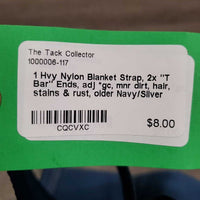 The Tack Collector
1000006-117
1 Hvy Nylon Blanket Strap, 2x "T
Bar" Ends, adj *gc, mnr dirt, hair,
stains & rust, older Navy/Silver
$8.00
CQCVXC